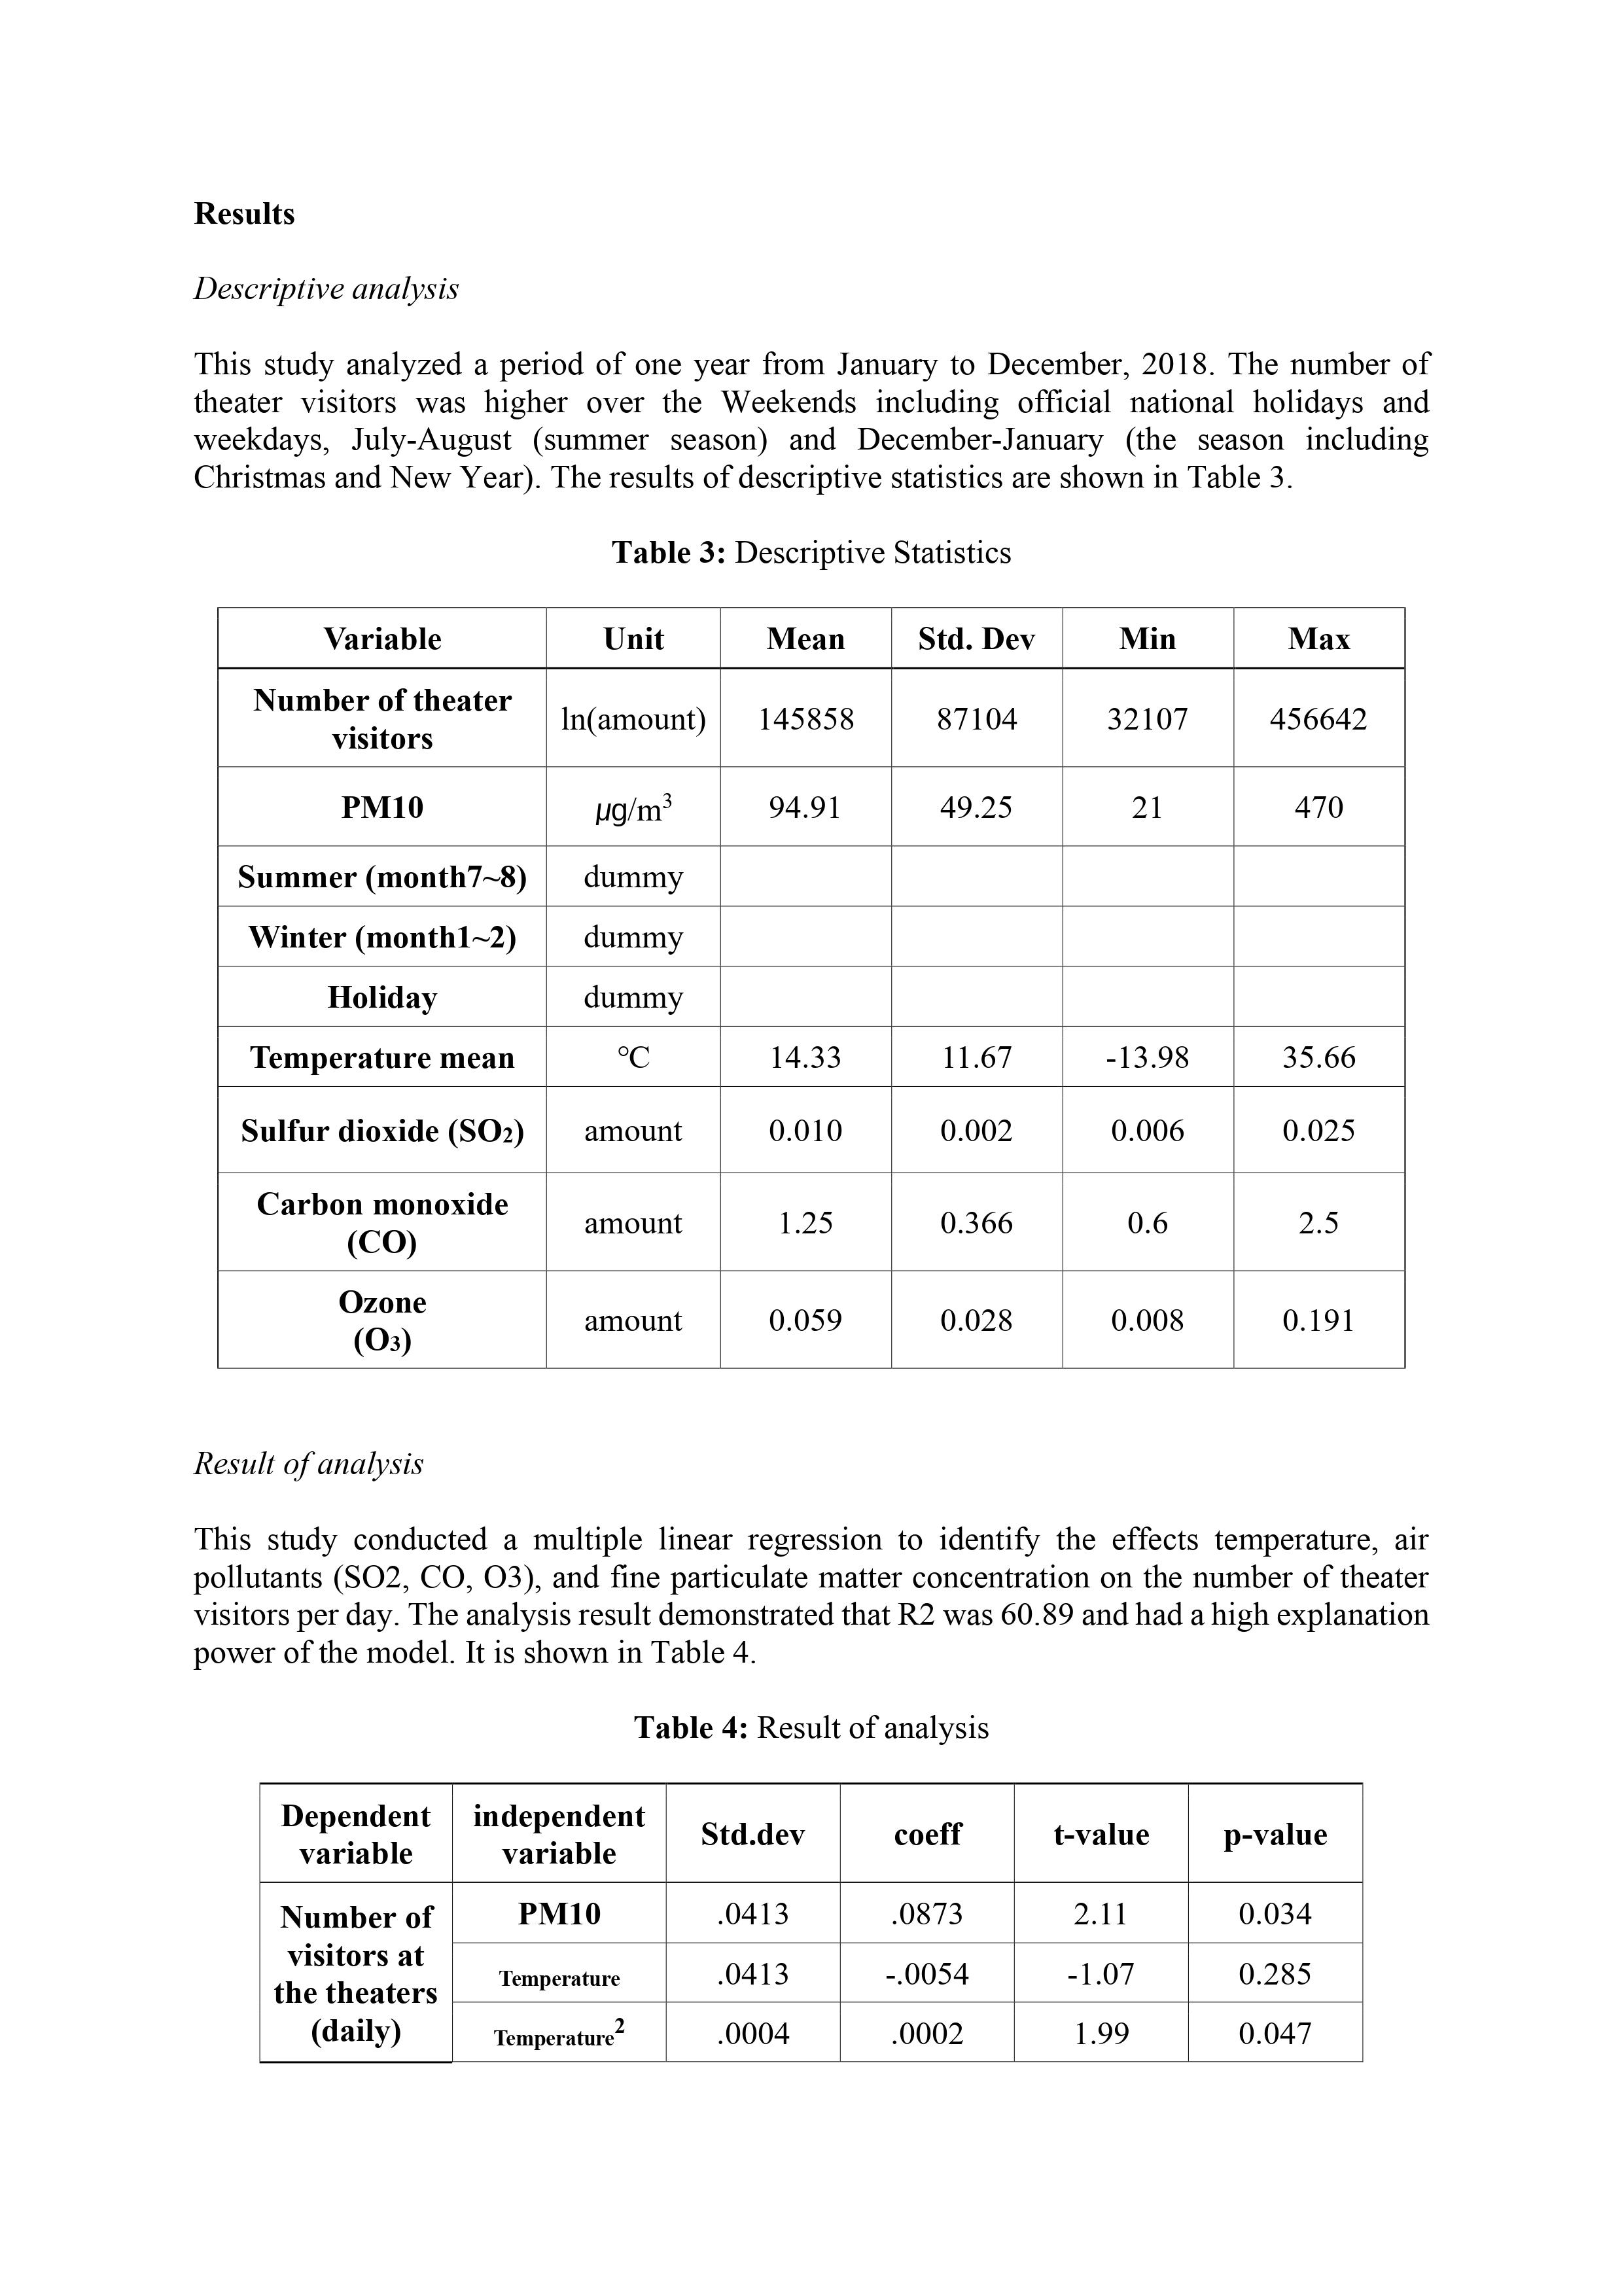 Results
Descriptive analysis
This study analyzed a period of one year from January to December, 2018. The number of
theater visitors was higher over the Weekends including official national holidays and
weekdays, July-August (summer season) and December-January (the season including
Christmas and New Year). The results of descriptive statistics are shown in Table 3.
Table 3: Descriptive Statistics
Variable Unit Mean Std. Dev Min Max
Number of theater
visitors
ln(amount) 145858 87104 32107 456642
PM10 μg/m³ 94.91 49.25 21 470
Summer (month7~8) dummy
Winter (month1~2) dummy
Holiday dummy
Temperature mean ℃ 14.33 11.67 -13.98 35.66
Sulfur dioxide (SO₂) amount 0.010 0.002 0.006 0.025
Carbon monoxide
(CO)
amount 1.25 0.366 0.6 2.5
Ozone
(O₃)
amount 0.059 0.028 0.008 0.191
Result of analysis
This study conducted a multiple linear regression to identify the effects temperature, air
pollutants (SO2, CO, O3), and fine particulate matter concentration on the number of theater
visitors per day. The analysis result demonstrated that R2 was 60.89 and had a high explanation
power of the model. It is shown in Table 4.
Table 4: Result of analysis
Dependent
variable
independent
variable
Std.dev coeff t-value p-value
Number of
visitors at
the theaters
(daily)
PM10 .0413 .0873 2.11 0.034
Temperature .0413 -.0054 -1.07 0.285
Temperature² .0004 .0002 1.99 0.047